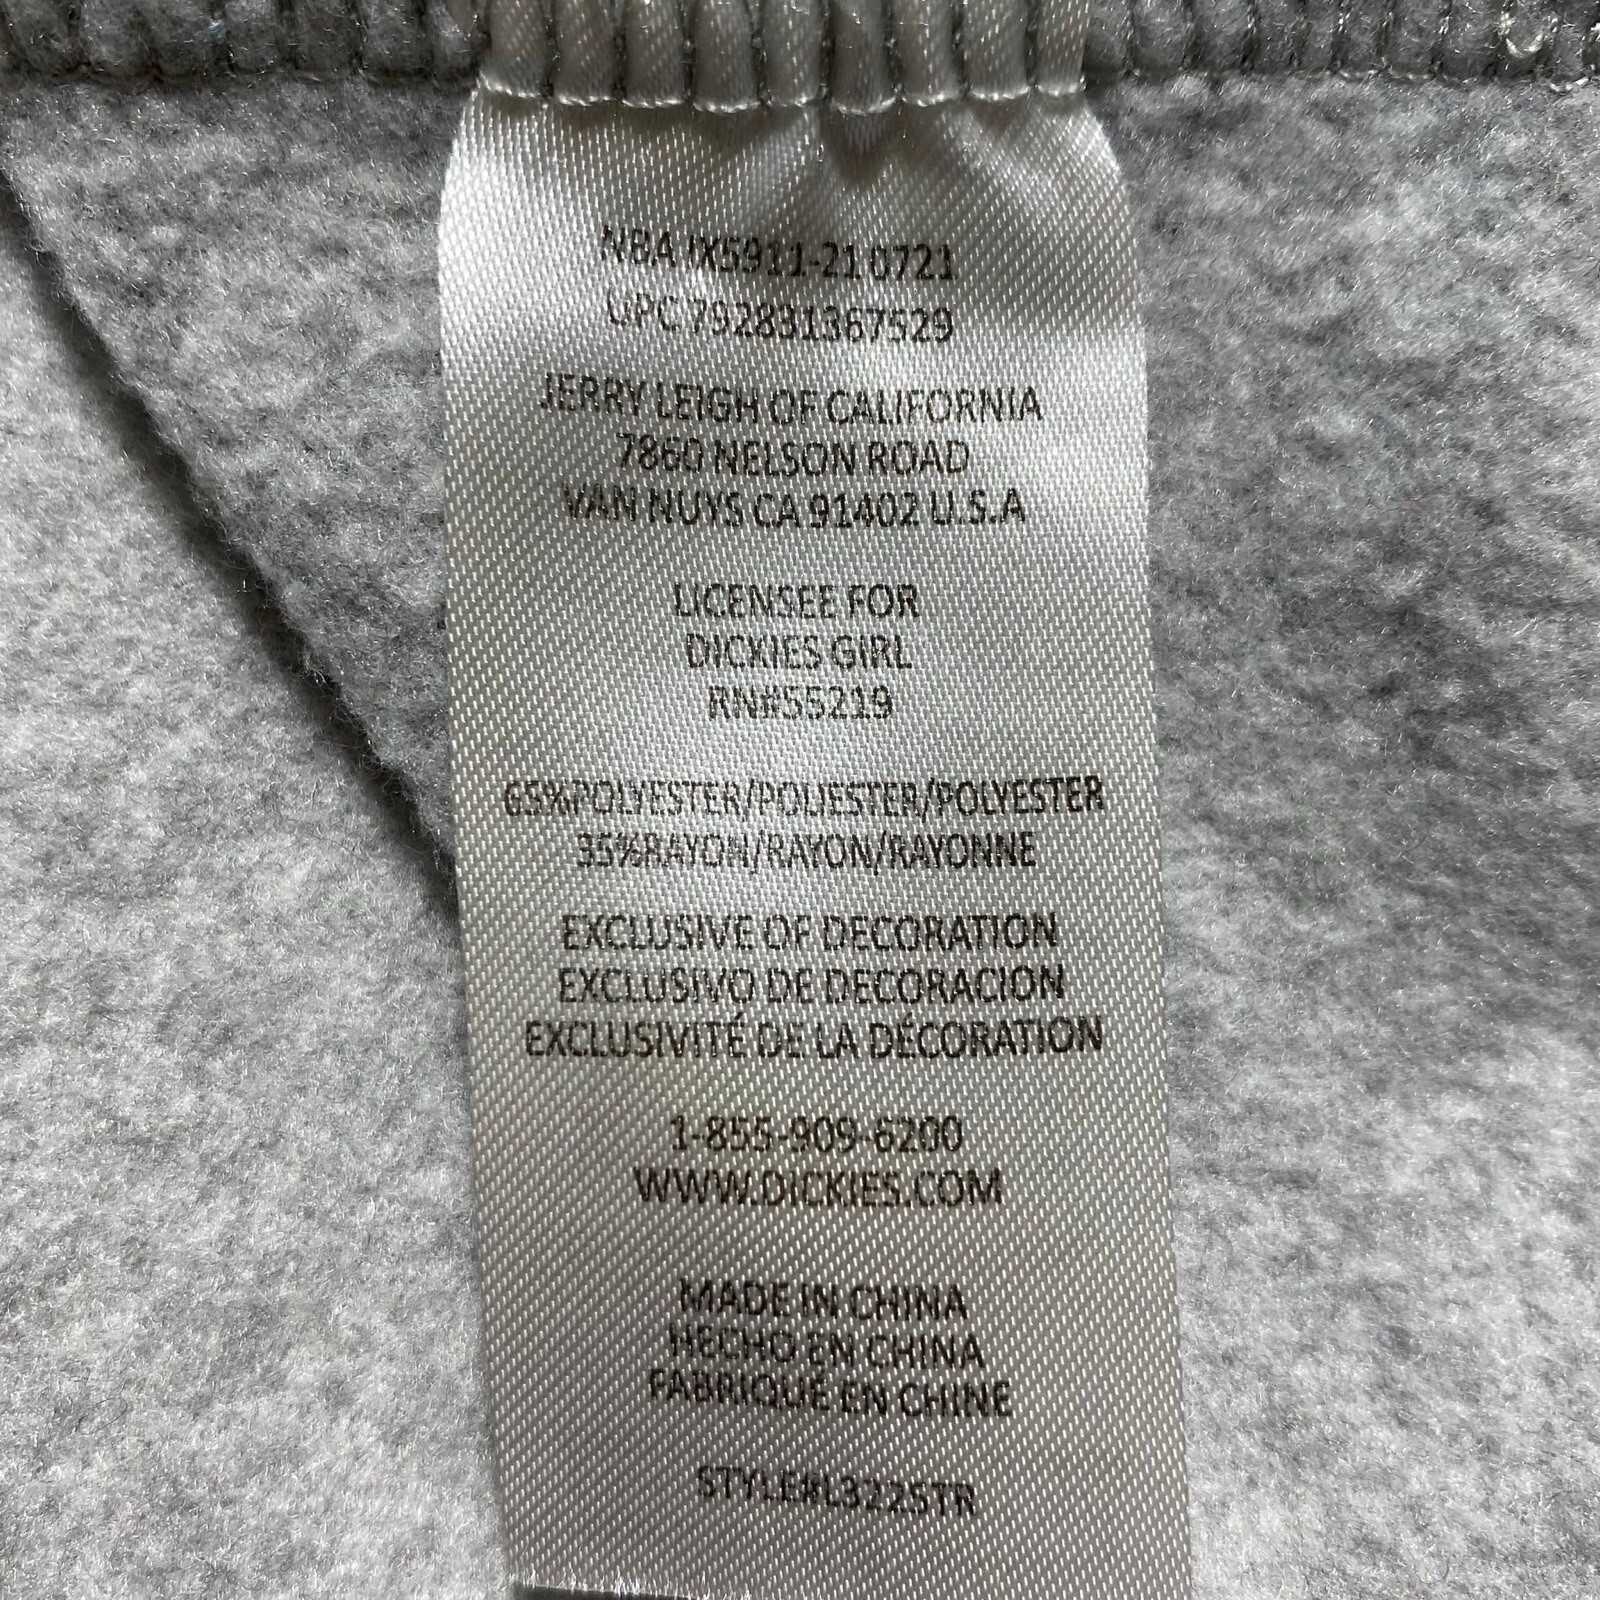 NBA IX5911-21 0721
UPC 792831367529
JERRY LEIGH OF CALIFORNIA
7860 NELSON ROAD
VAN NUYS CA 91402 U.S.A
LICENSEE FOR
DICKIES GIRL
RN#55219
65%POLYESTER/POLIESTER/POLYESTER
35%RAYON/RAYON/RAYONNE
EXCLUSIVE OF DECORATION
EXCLUSIVO DE DECORACION
EXCLUSIVITÉ DE LA DÉCORATION
1-855-909-6200
WWW.DICKIES.COM
MADE IN CHINA
HECHO EN CHINA
FABRIQUÉ EN CHINE
STYLE#L3225TR